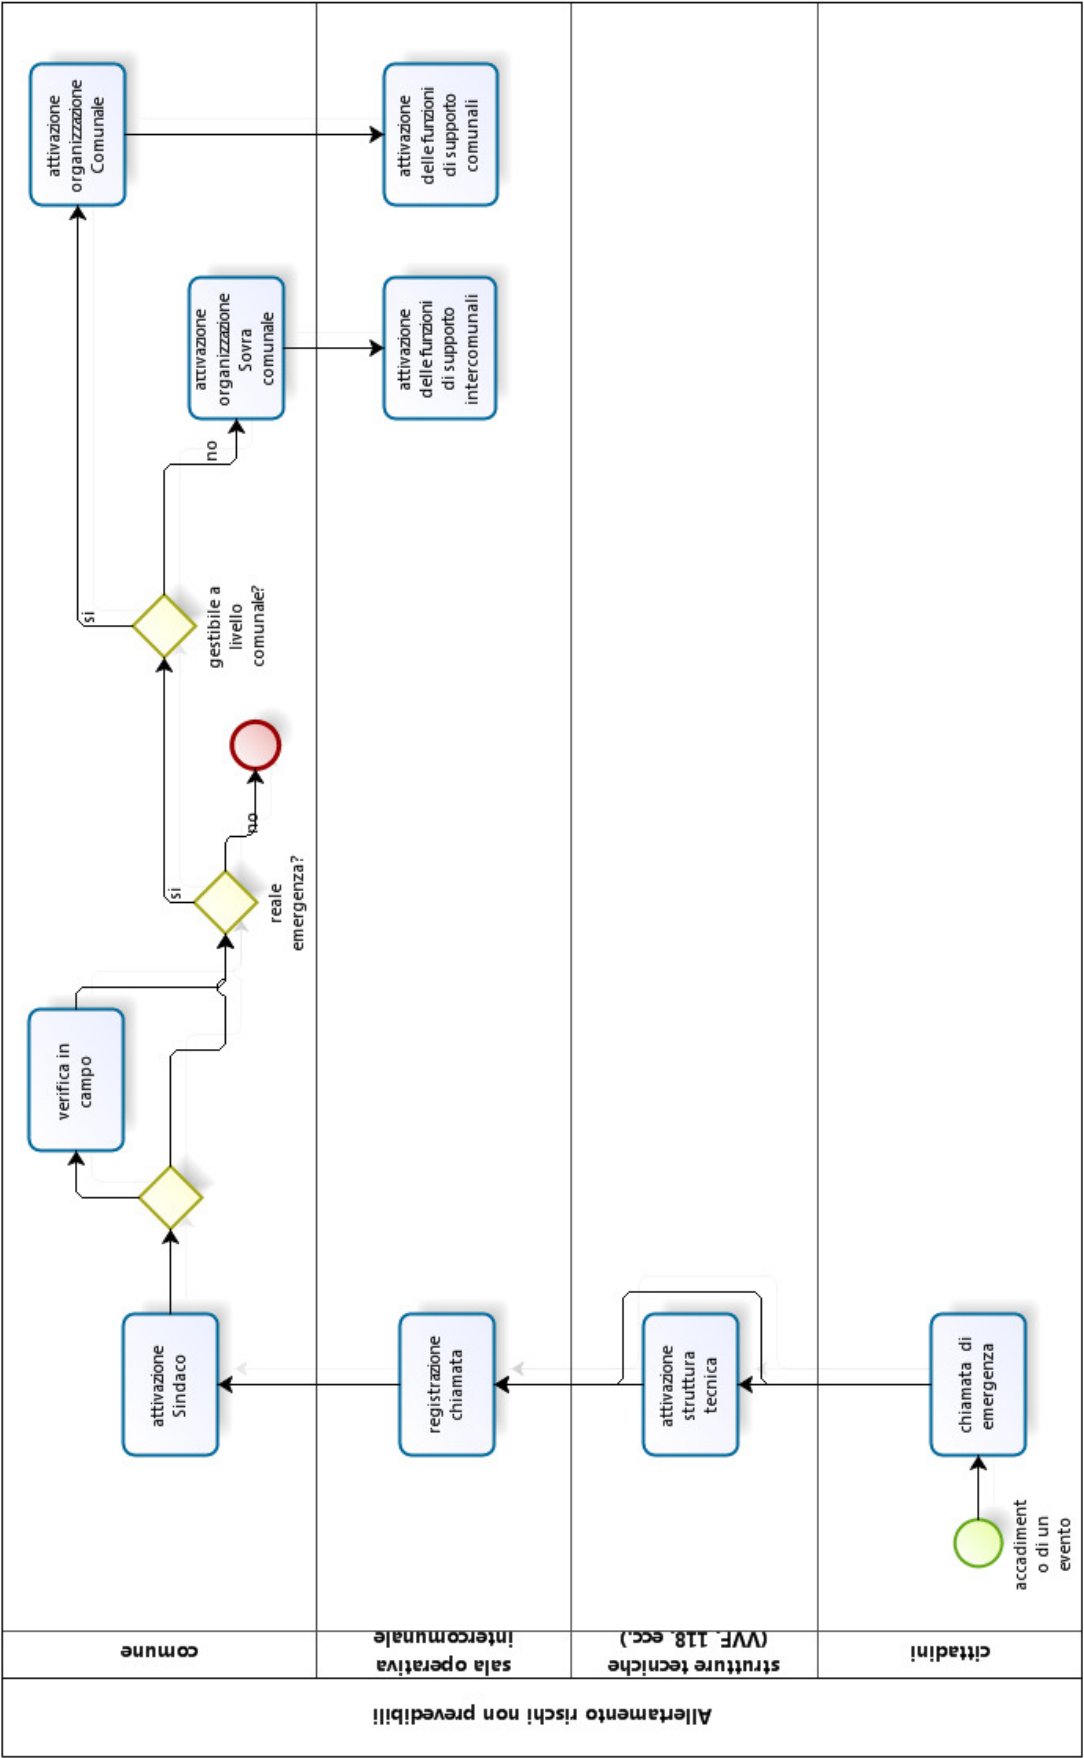 Allertamento rischi non prevedibili
comune
sala operativa
intercomunale
strutture tecniche
(VVF, 118, ecc.)
cittadini
accadiment
o di un
evento
chiamata di
emergenza
attivazione
struttura
tecnica
registrazione
chiamata
attivazione
Sindaco
verifica in
campo
reale
emergenza?
si
no
gestibile a
livello
comunale?
si
no
attivazione
organizzazione
Sovra
comunale
attivazione
delle funzioni
di supporto
intercomunali
attivazione
organizzazione
Comunale
attivazione
delle funzioni
di supporto
comunali